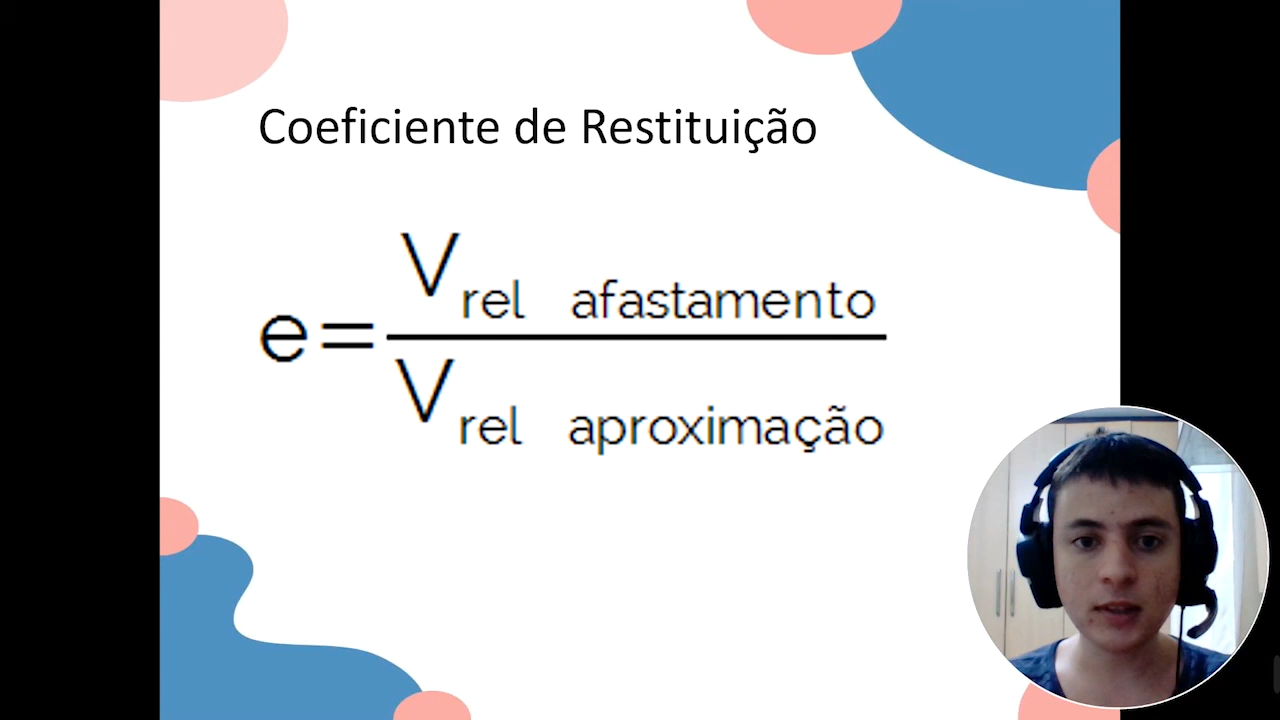 Coeficiente de Restituição
e=
V rel afastamento
V rel aproximação